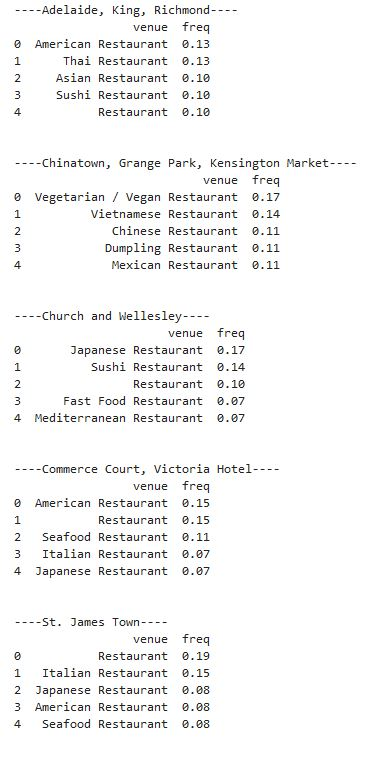 ----Adelaide, King, Richmond----
                 venue  freq
0  American Restaurant  0.13
1      Thai Restaurant  0.13
2     Asian Restaurant  0.10
3     Sushi Restaurant  0.10
4           Restaurant  0.10
----Chinatown, Grange Park, Kensington Market----
                           venue  freq
0  Vegetarian / Vegan Restaurant  0.17
1          Vietnamese Restaurant  0.14
2             Chinese Restaurant  0.11
3            Dumpling Restaurant  0.11
4             Mexican Restaurant  0.11
----Church and Wellesley----
                      venue  freq
0       Japanese Restaurant  0.17
1          Sushi Restaurant  0.14
2                Restaurant  0.10
3      Fast Food Restaurant  0.07
4  Mediterranean Restaurant  0.07
----Commerce Court, Victoria Hotel----
                 venue  freq
0  American Restaurant  0.15
1           Restaurant  0.15
2   Seafood Restaurant  0.11
3   Italian Restaurant  0.07
4  Japanese Restaurant  0.07
----St. James Town----
                 venue  freq
0           Restaurant  0.19
1   Italian Restaurant  0.15
2  Japanese Restaurant  0.08
3  American Restaurant  0.08
4   Seafood Restaurant  0.08